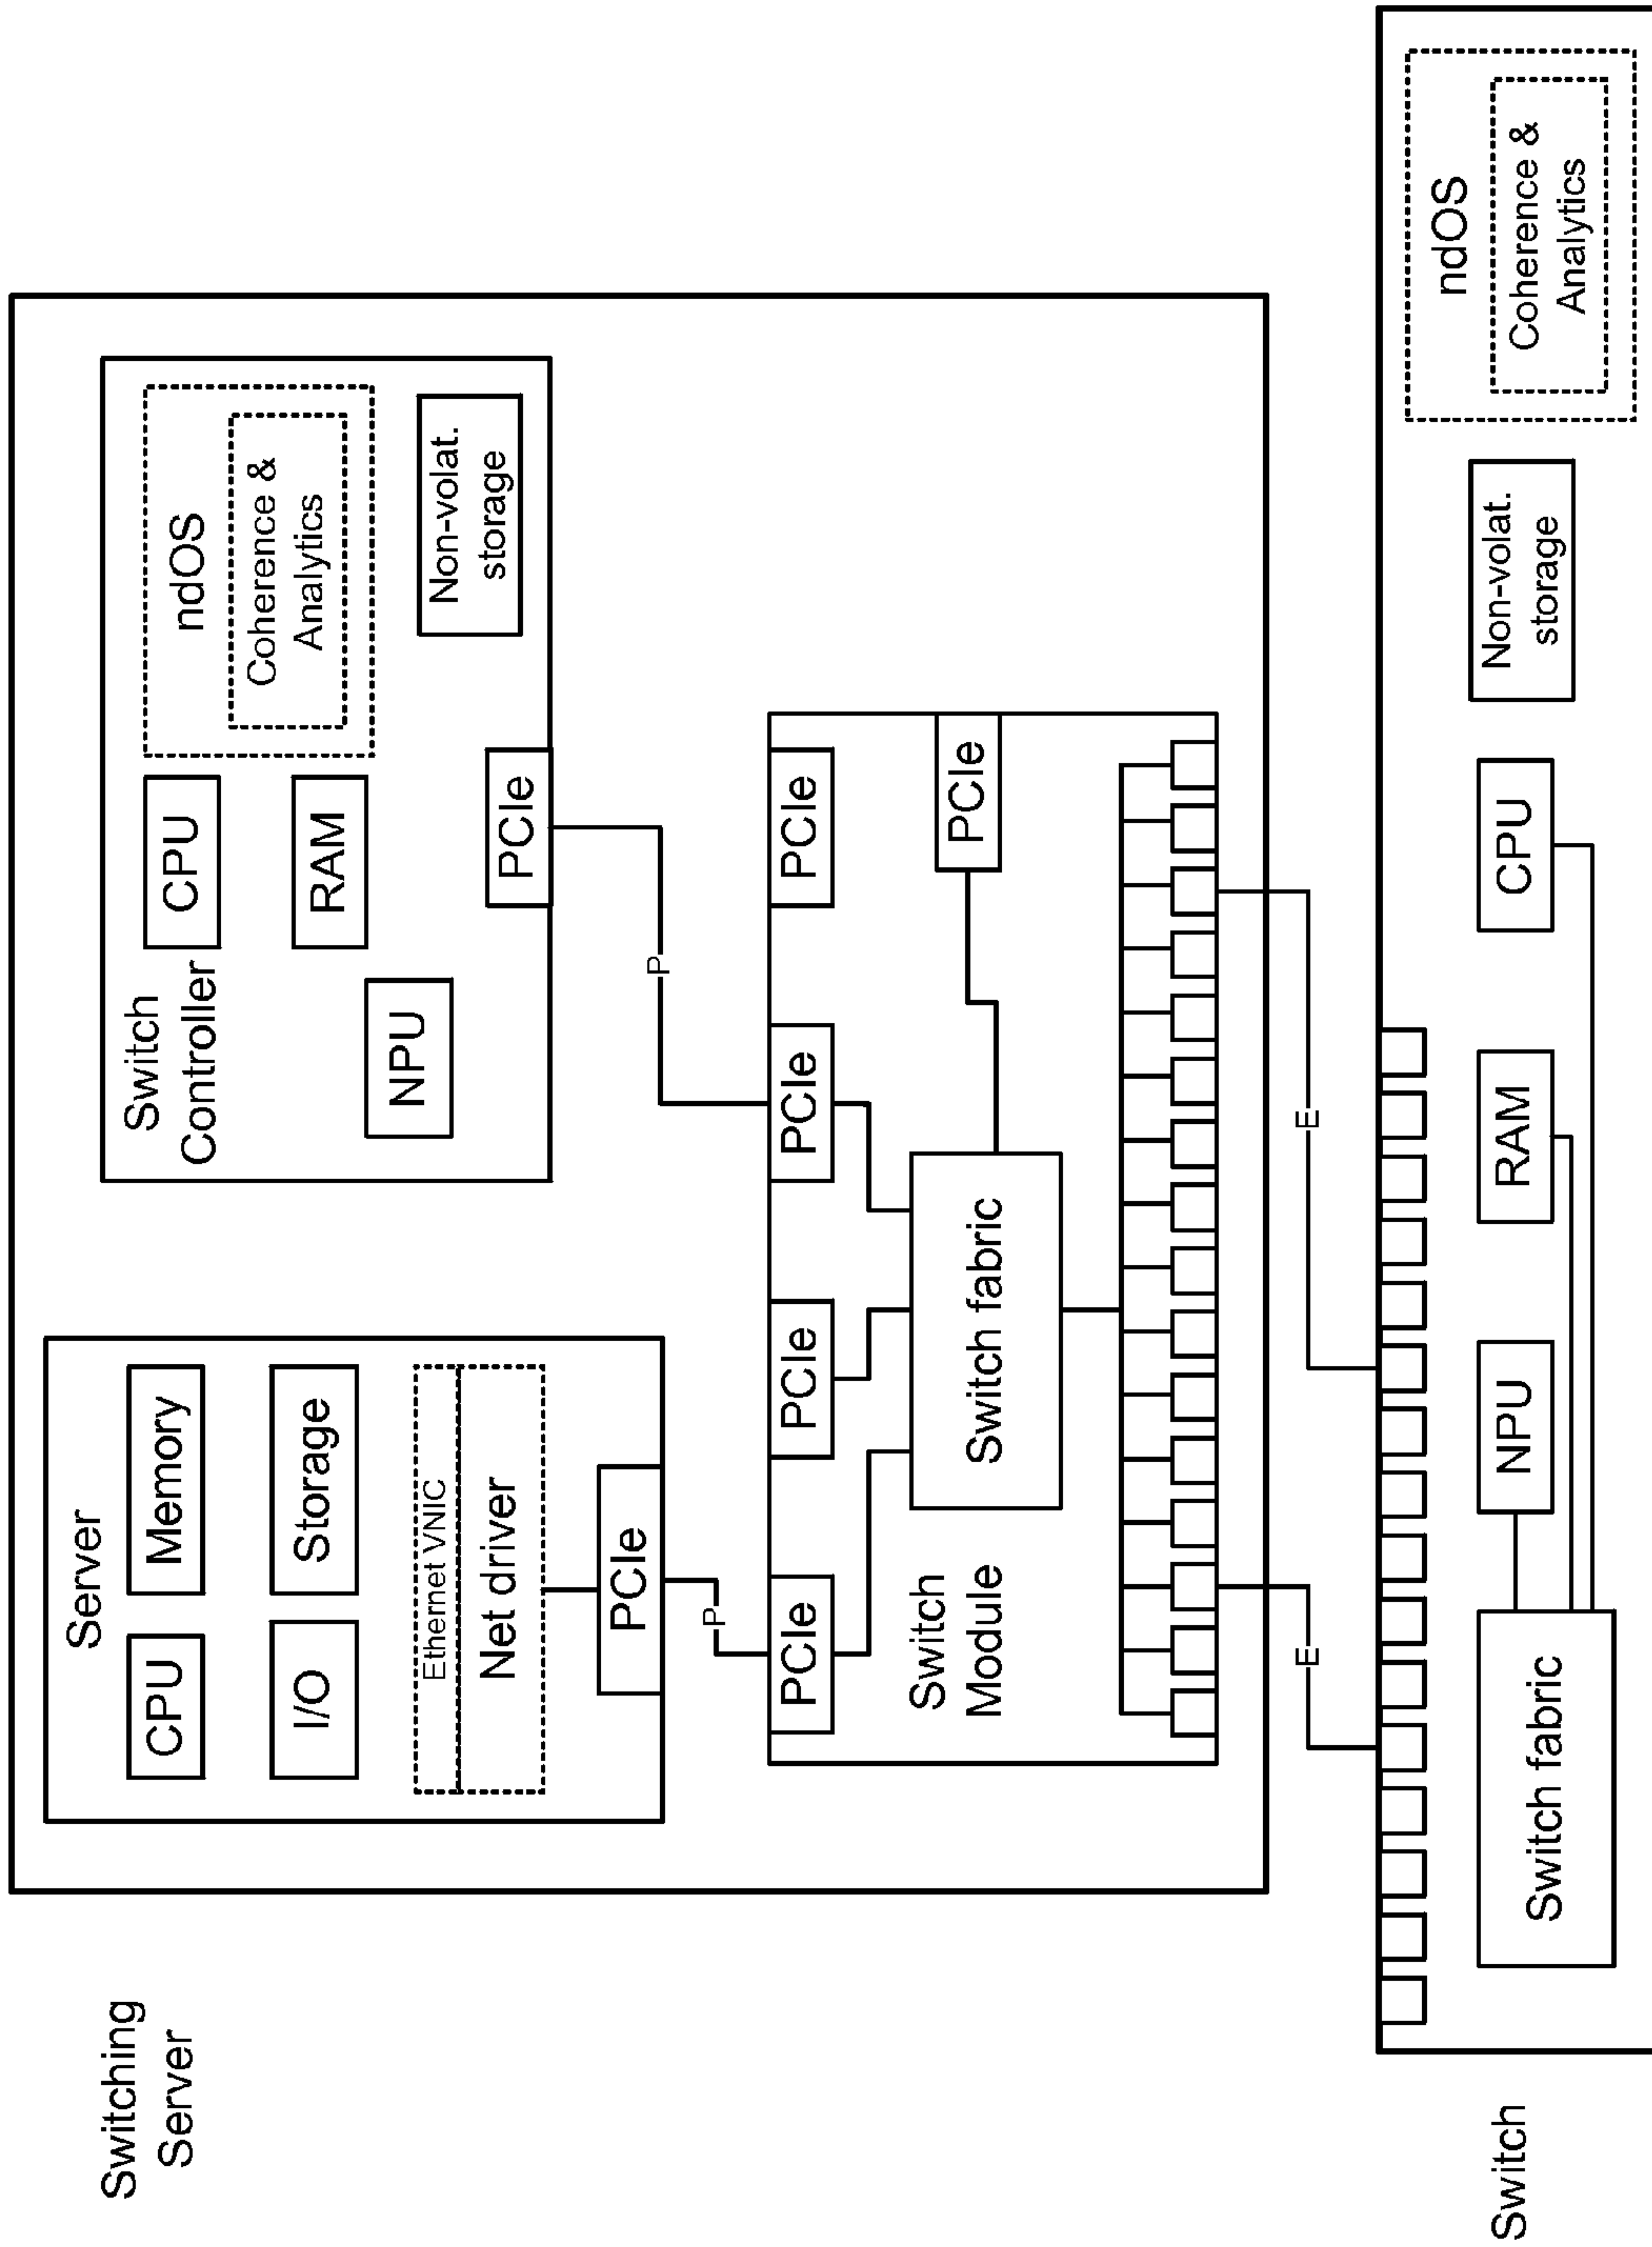 Switching
Server
Server
CPU
Memory
I/O
Storage
Ethernet VNIC
Net driver
PCIe
P
Switch
Controller
CPU
RAM
NPU
ndOS
Coherence &
Analytics
Non-volat.
storage
PCIe
P
PCIe
PCIe
PCIe
PCIe
Switch
Module
Switch fabric
PCIe
E
E
Switch
Switch fabric
NPU
RAM
CPU
Non-volat.
storage
ndOS
Coherence &
Analytics